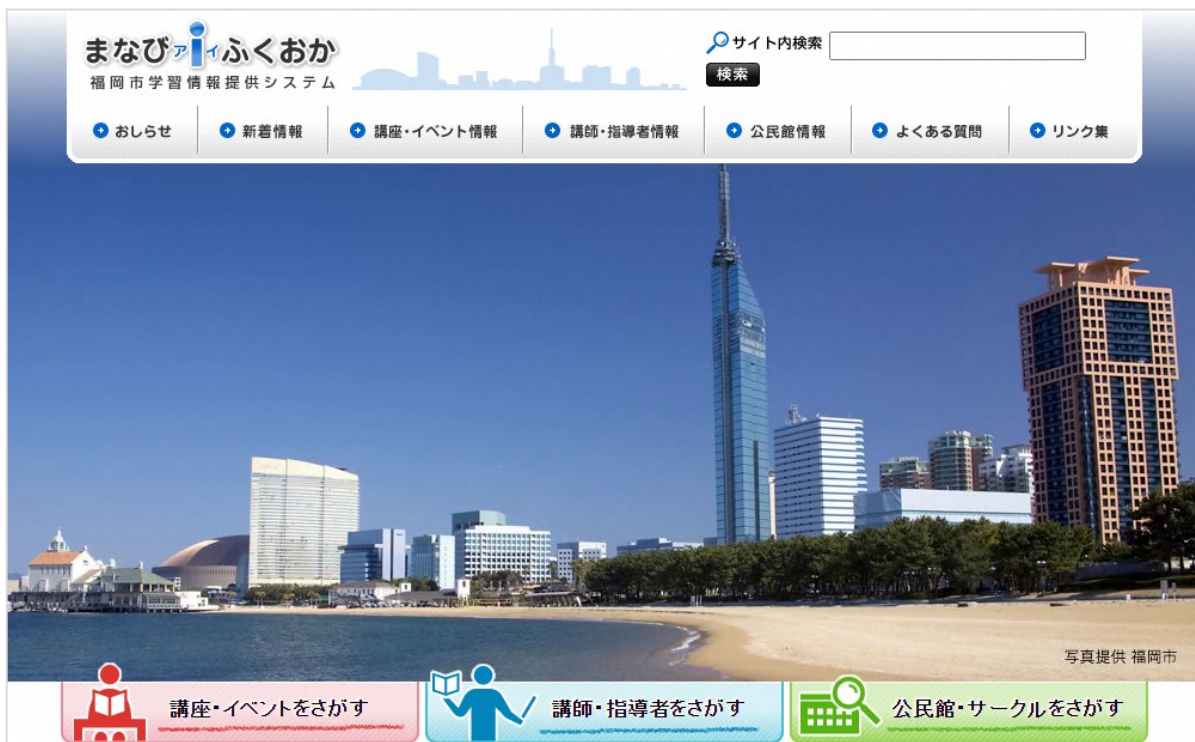 まなびアイふくおか
福岡市学習情報提供システム
サイト内検索
検索
おしらせ
新着情報
講座・イベント情報
講師・指導者情報
公民館情報
よくある質問
リンク集
写真提供 福岡市
講座・イベントをさがす
講師・指導者をさがす
公民館・サークルをさがす